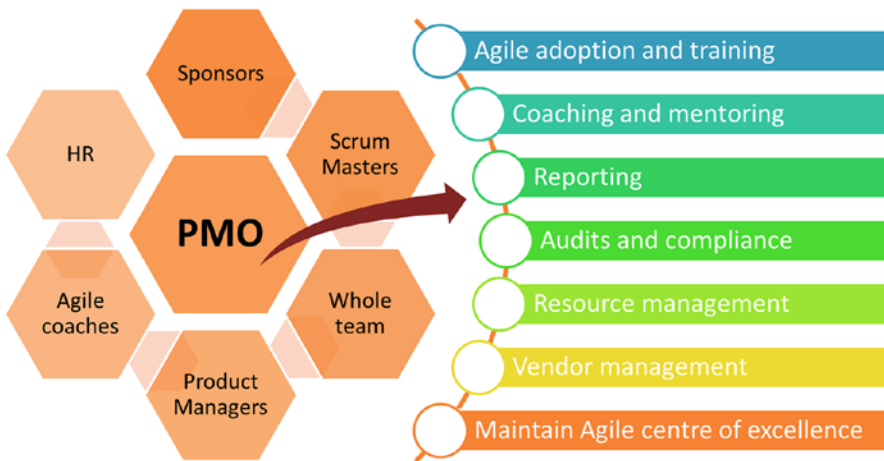 Sponsors
HR
Scrum
Masters
PMO
Agile
coaches
Whole
team
Product
Managers
Agile adoption and training
Coaching and mentoring
Reporting
Audits and compliance
Resource management
Vendor management
Maintain Agile centre of excellence